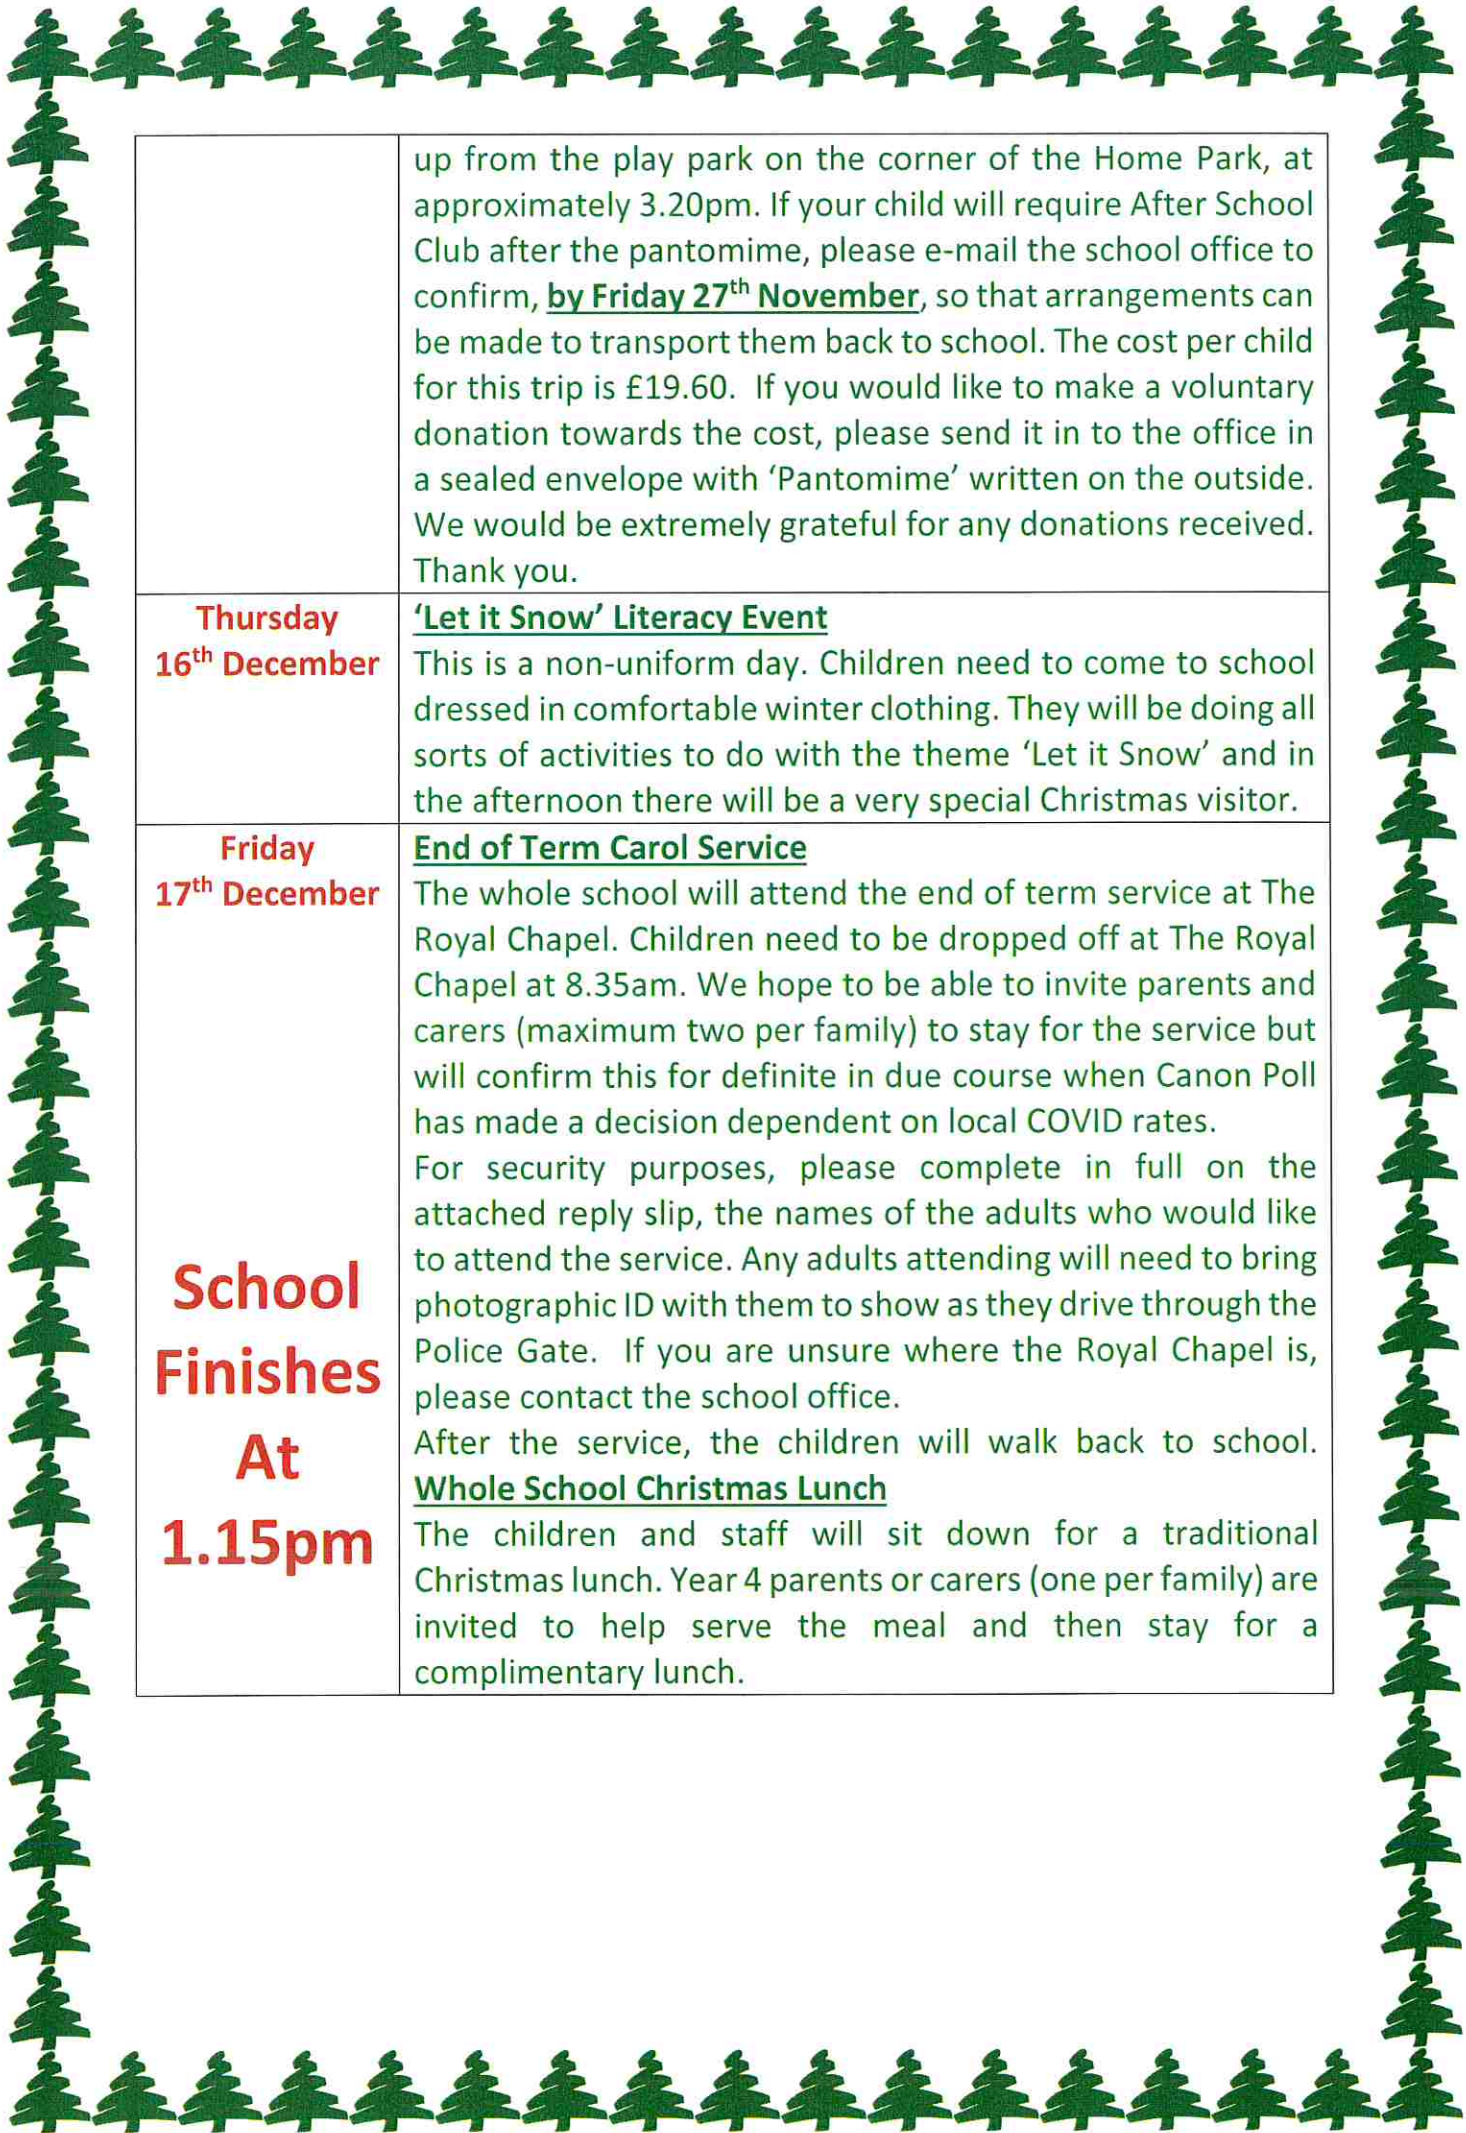 up from the play park on the corner of the Home Park, at
approximately 3.20pm. If your child will require After School
Club after the pantomime, please e-mail the school office to
confirm, by Friday 27th November, so that arrangements can
be made to transport them back to school. The cost per child
for this trip is £19.60. If you would like to make a voluntary
donation towards the cost, please send it in to the office in
a sealed envelope with ‘Pantomime’ written on the outside.
We would be extremely grateful for any donations received.
Thank you.
Thursday
16th December
‘Let it Snow’ Literacy Event
This is a non-uniform day. Children need to come to school
dressed in comfortable winter clothing. They will be doing all
sorts of activities to do with the theme ‘Let it Snow’ and in
the afternoon there will be a very special Christmas visitor.
Friday
17th December
School
Finishes
At
1.15pm
End of Term Carol Service
The whole school will attend the end of term service at The
Royal Chapel. Children need to be dropped off at The Royal
Chapel at 8.35am. We hope to be able to invite parents and
carers (maximum two per family) to stay for the service but
will confirm this for definite in due course when Canon Poll
has made a decision dependent on local COVID rates.
For security purposes, please complete in full on the
attached reply slip, the names of the adults who would like
to attend the service. Any adults attending will need to bring
photographic ID with them to show as they drive through the
Police Gate. If you are unsure where the Royal Chapel is,
please contact the school office.
After the service, the children will walk back to school.
Whole School Christmas Lunch
The children and staff will sit down for a traditional
Christmas lunch. Year 4 parents or carers (one per family) are
invited to help serve the meal and then stay for a
complimentary lunch.